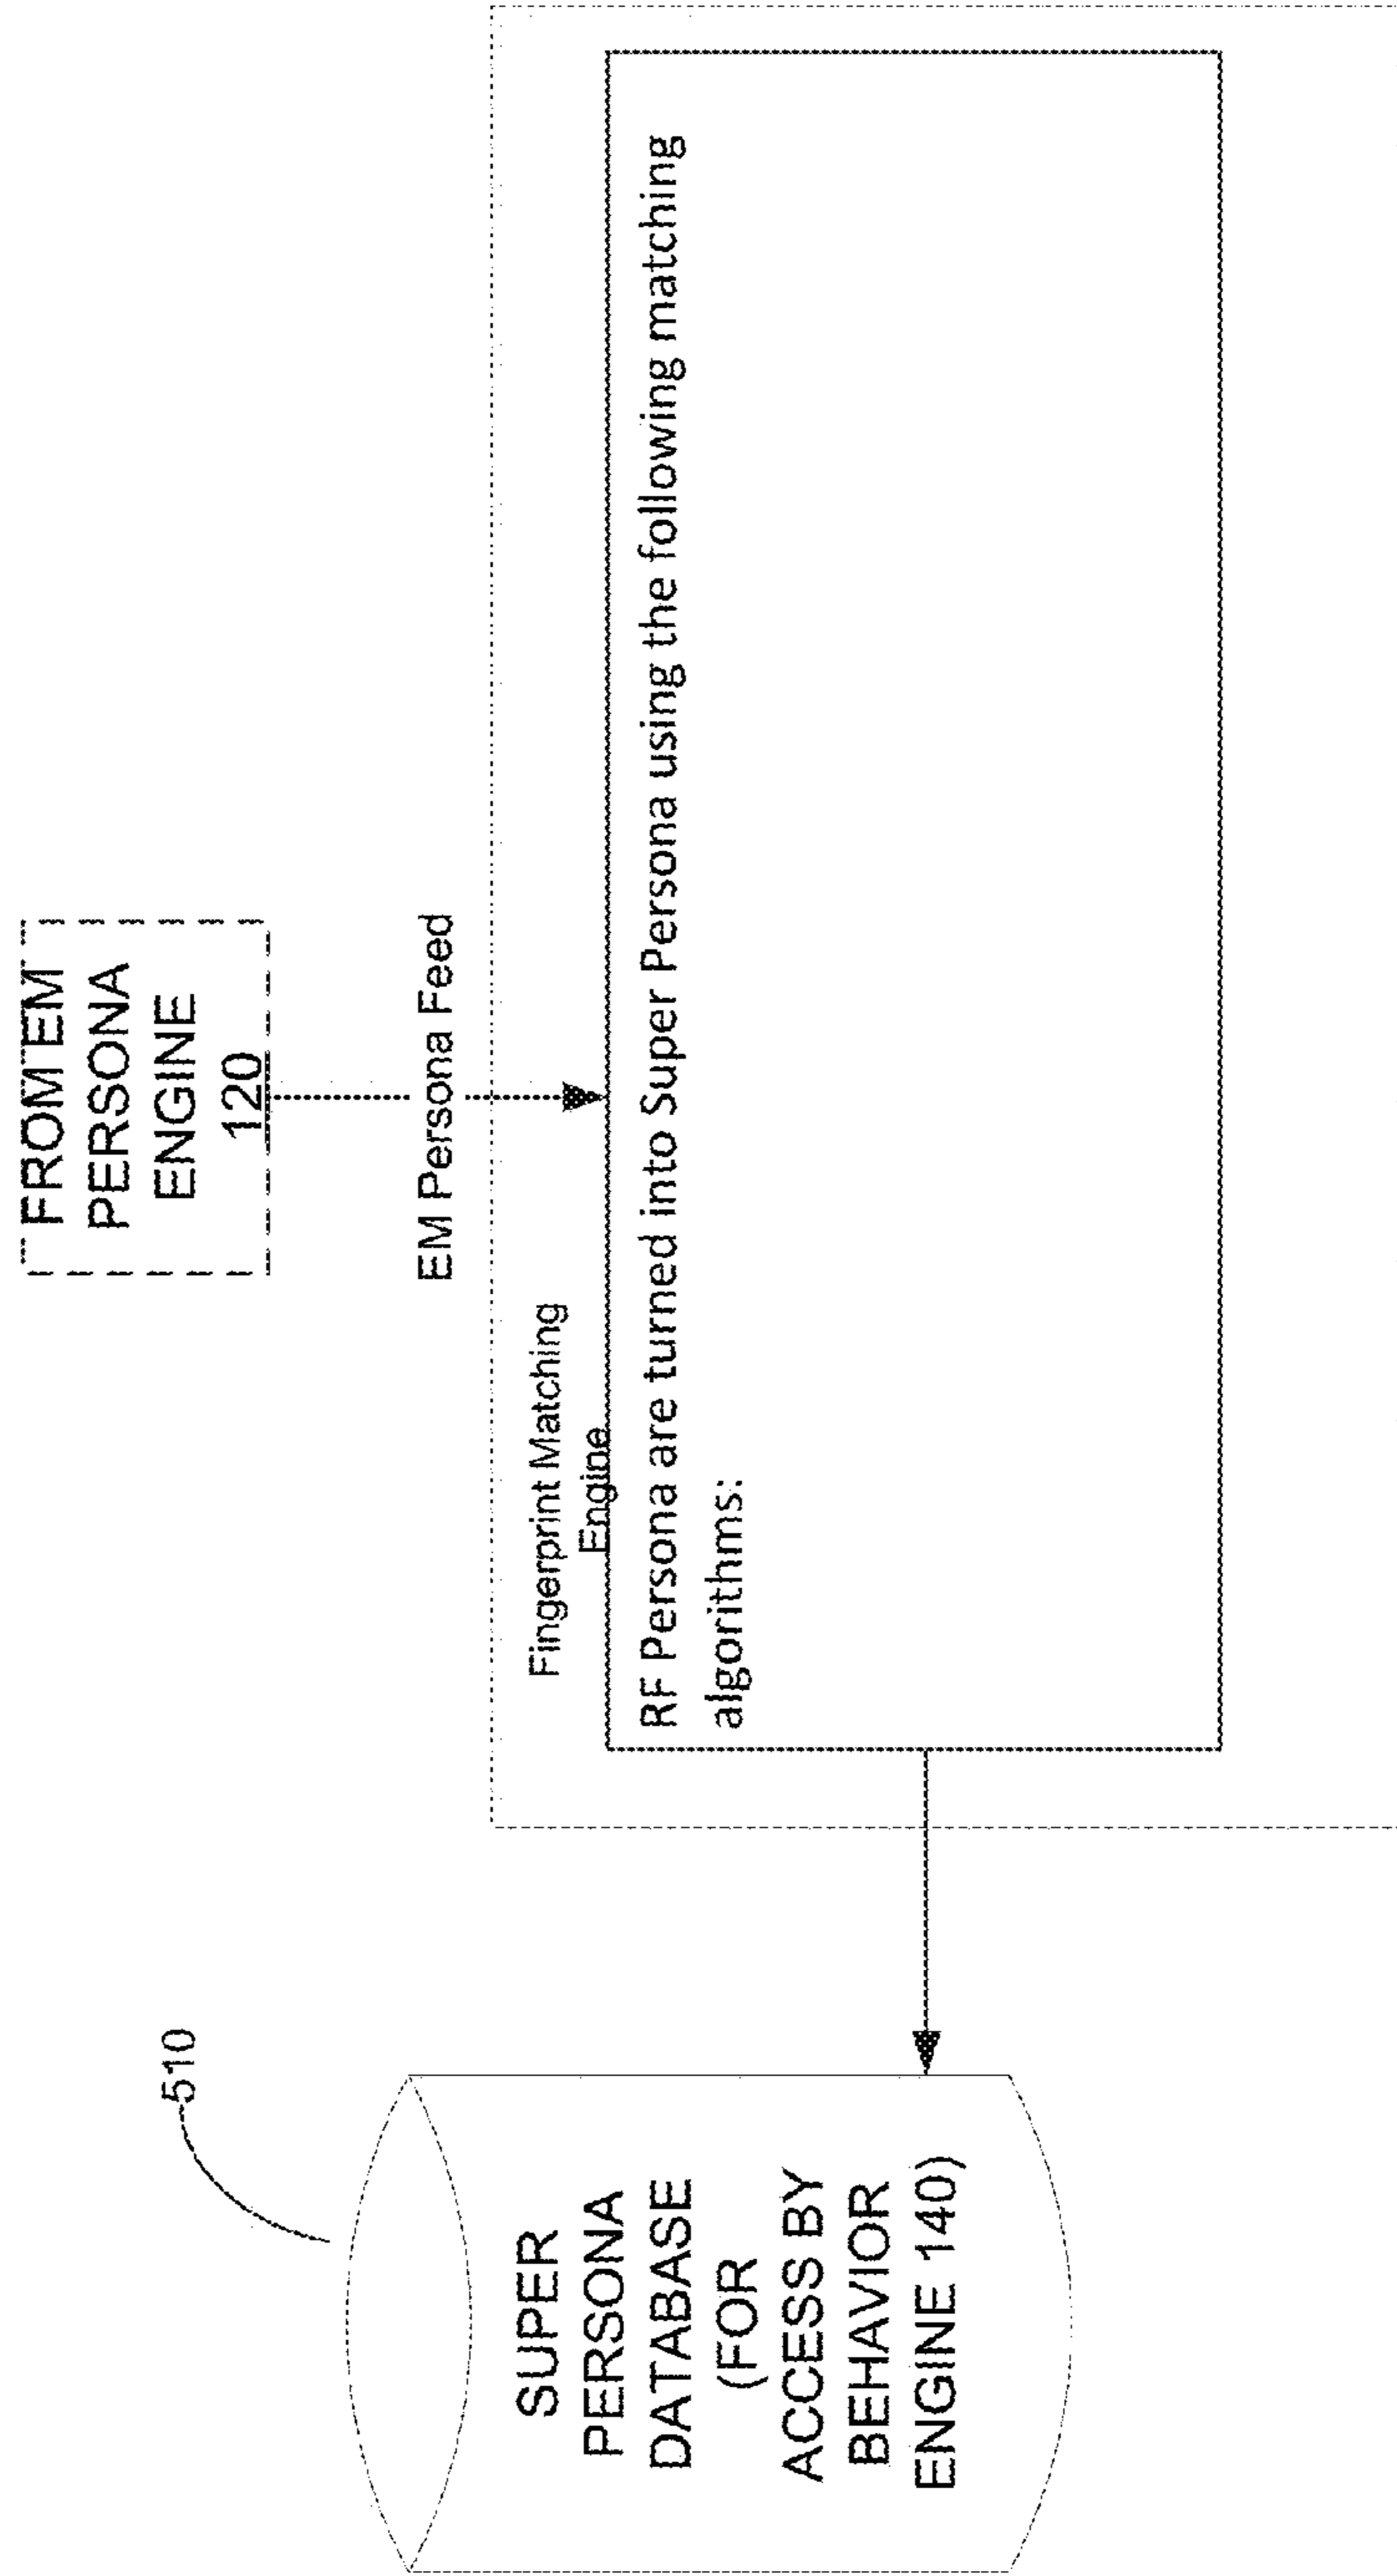 FROM EM
PERSONA
ENGINE
120
EM Persona Feed
Fingerprint Matching
Engine
RF Persona are turned into Super Persona using the following matching
algorithms:
510
SUPER
PERSONA
DATABASE
(FOR
ACCESS BY
BEHAVIOR
ENGINE 140)